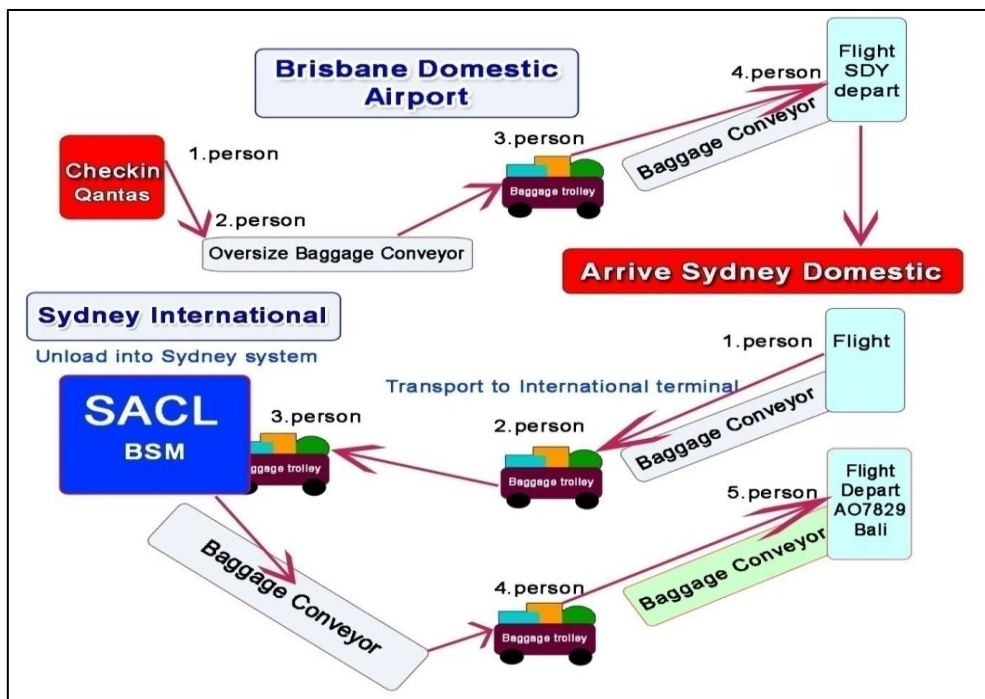 Brisbane Domestic
Airport
Flight
SDY
depart
4.person
3.person
Baggage Conveyor
1.person
Checkin
Qantas
Baggage trolley
2.person
Oversize Baggage Conveyor
Arrive Sydney Domestic
Sydney International
Unload into Sydney system
1.person
Flight
Transport to International terminal
SACL
BSM
3.person
2.person
Baggage Conveyor
aggage trolley
Baggage trolley
5.person
Flight
Depart
AO7829
Bali
Baggage Conveyor
Baggage Conveyor
4.person
Baggage trolley